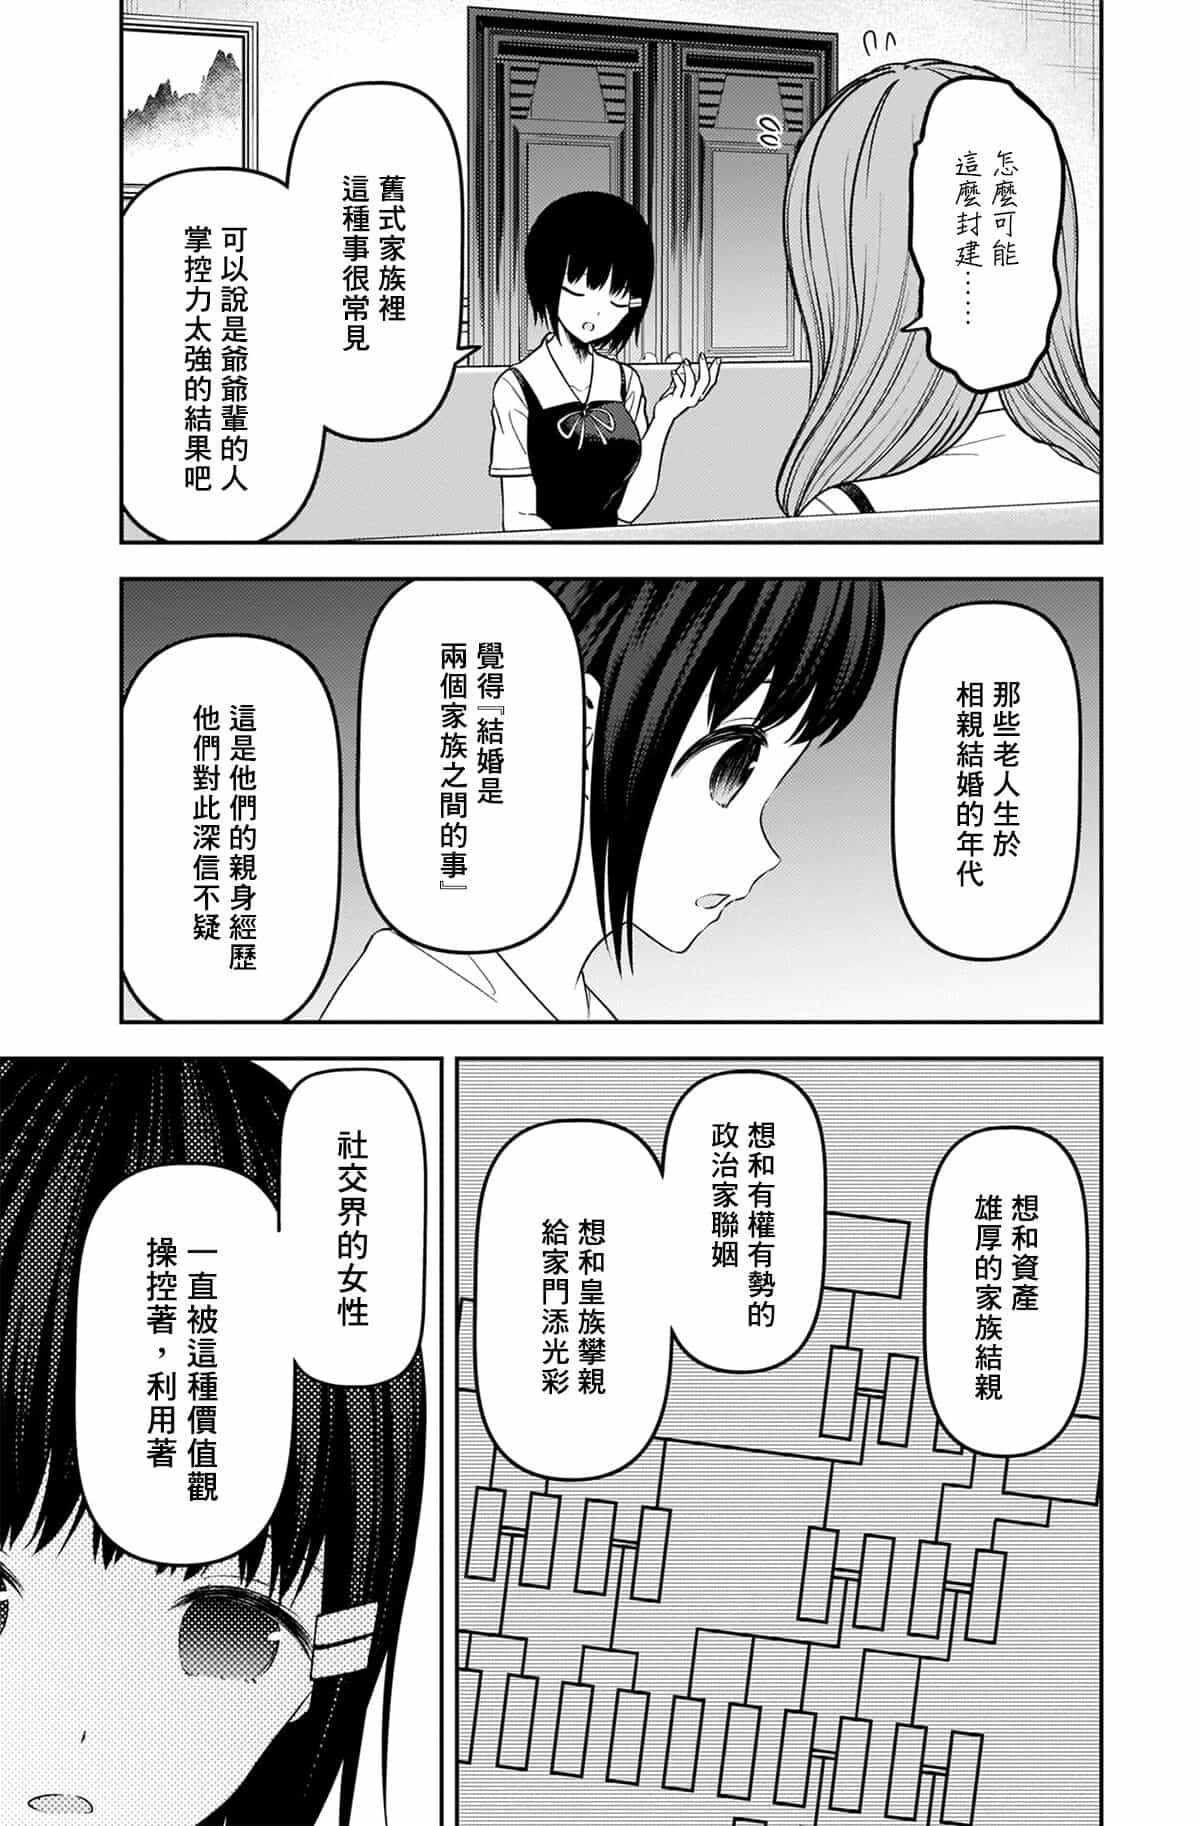 怎麼可能
這麼封建……
舊式家族裡
這種事很常見
可以說是爺爺輩的人
掌控力太強的結果吧
那些老人生於
相親結婚的年代
覺得『結婚是
兩個家族之間的事』
這是他們的親身經歷
他們對此深信不疑
想和資產
雄厚的家族結親
想和有權有勢的
政治家聯姻
想和皇族攀親
給家門添光彩
社交界的女性
一直被這種價值觀
操控著，利用著